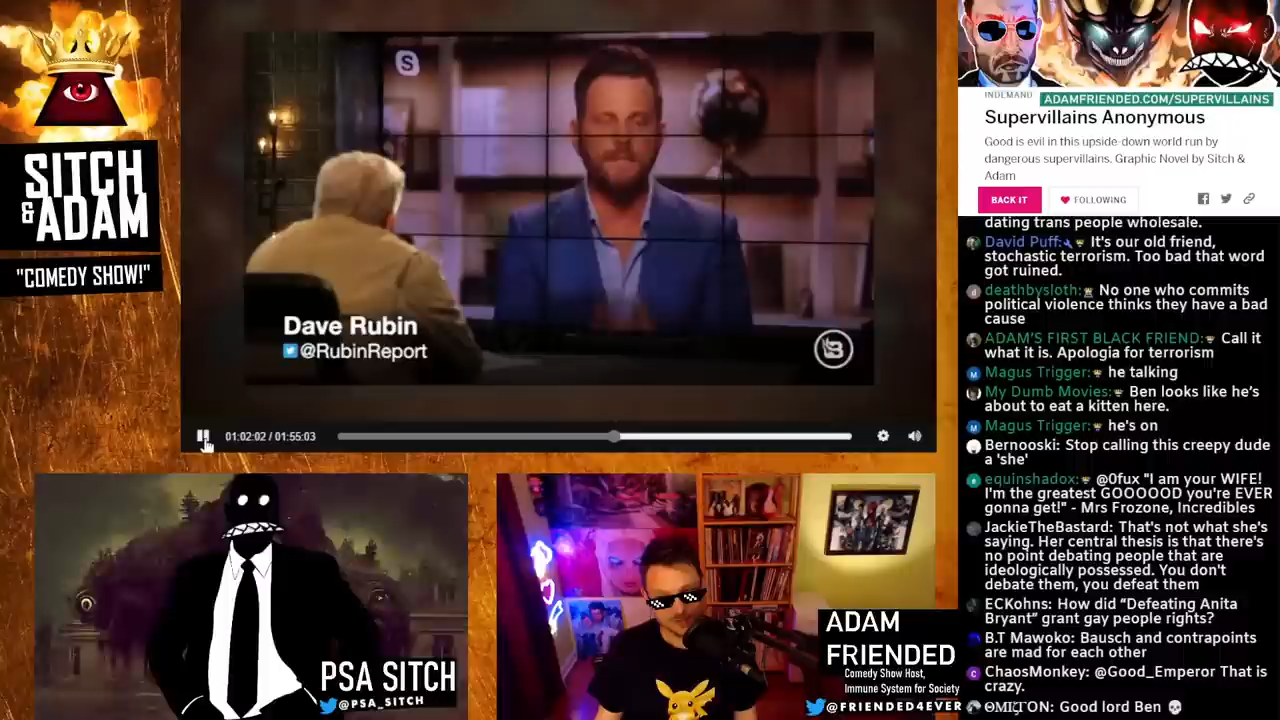 SITCH
& ADAM
"COMEDY SHOW!"
S
Dave Rubin
@RubinReport
B
01:02:02 / 01:55:03
PSA SITCH
@PSA_SITCH
ADAM
FRIENDED
Comedy Show Host,
Immune System for Society
@FRIENDED4EVER
INDEMAND
ADAMFRIENDED.COM/SUPERVILLAINS
Supervillains Anonymous
Good is evil in this upside-down world run by
dangerous supervillains. Graphic Novel by Sitch &
Adam
BACK IT
FOLLOWING
dating trans people wholesale.
David Puff: It's our old friend,
stochastic terrorism. Too bad that word
got ruined.
deathbysloth: No one who commits
political violence thinks they have a bad
cause
ADAM'S FIRST BLACK FRIEND: Call it
what it is. Apologia for terrorism
Magus Trigger: he talking
My Dumb Movies: Ben looks like he's
about to eat a kitten here.
Magus Trigger: he's on
Bernooski: Stop calling this creepy dude
a 'she'
equinshadox: @0fux "I am your WIFE!
I'm the greatest GOOOOOD you're EVER
gonna get!" - Mrs Frozone, Incredibles
JackieTheBastard: That's not what she's
saying. Her central thesis is that there's
no point debating people that are
ideologically possessed. You don't
debate them, you defeat them
ECKohns: How did “Defeating Anita
Bryant” grant gay people rights?
B.T Mawoko: Bausch and contrapoints
are mad for each other
ChaosMonkey: @Good_Emperor That is
crazy.
OMILTON: Good lord Ben 💀